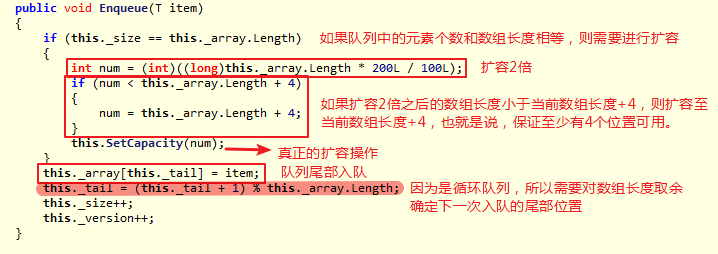 public void Enqueue(T item)
{
if (this._size == this._array.Length) 如果队列中的元素个数和数组长度相等，则需要进行扩容
{
int num = (int)((long)this._array.Length * 200L / 100L); 扩容2倍
if (num < this._array.Length + 4)
{
num = this._array.Length + 4;
}
如果扩容2倍之后的数组长度小于当前数组长度+4，则扩容至
当前数组长度+4，也就是说，保证至少有4个位置可用。
this.SetCapacity(num);
真正的扩容操作
}
this._array[this._tail] = item; 队列尾部入队
this._tail = (this._tail + 1) % this._array.Length; 因为是循环队列，所以需要对数组长度取余
确定下一次入队的尾部位置
this._size++;
this._version++;
}